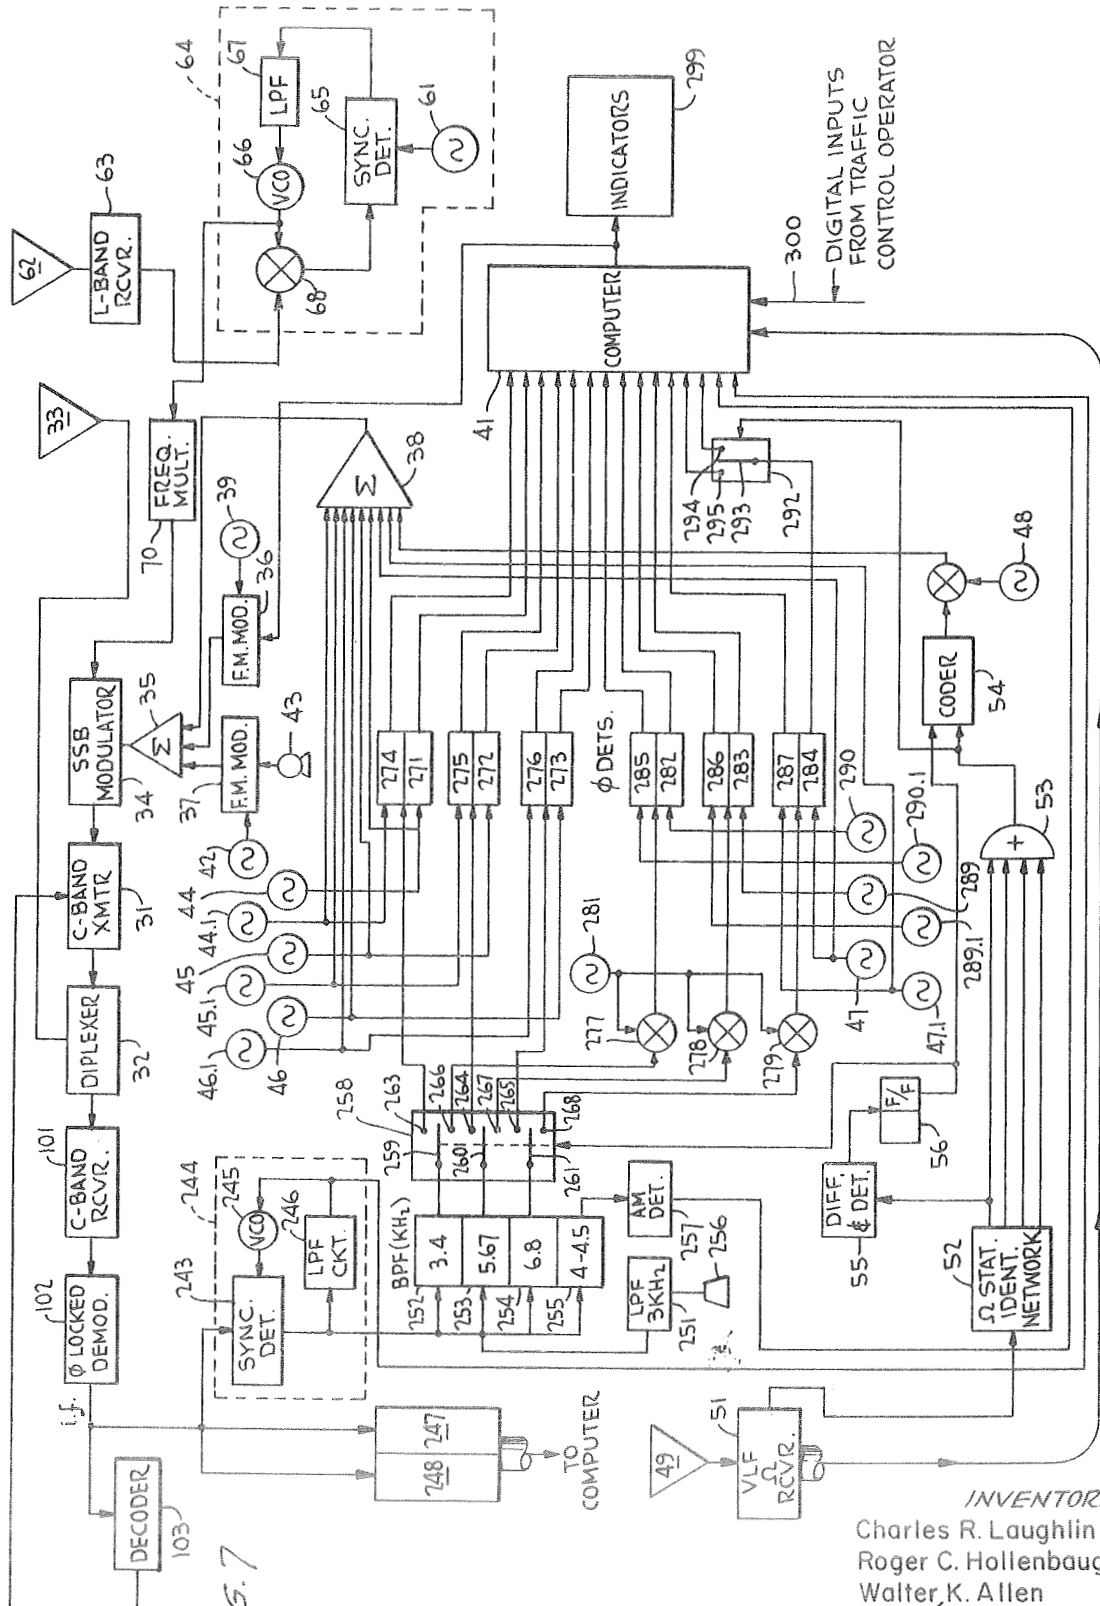 62
L-BAND
RCVR.
63
64
67
LPF
66
VCO
65
SYNC.
DET.
61
68
33
FREQ.
MULT.
70
INDICATORS
299
COMPUTER
41
300
DIGITAL INPUTS
FROM TRAFFIC
CONTROL OPERATOR
SSB
MODULATOR
34
35
Σ
39
36
F.M.MOD.
37
F.M.MOD.
43
42
38
Σ
C-BAND
XMTR
31
DIPLEXER
32
44
44.1
45
45.1
46
46.1
274
271
275
272
276
273
φ DETS.
285
282
286
283
287
284
294
295
293
292
48
CODER
54
290
290.1
289
289.1
47
47.1
53
+
281
277
278
279
101
C-BAND
RCVR.
102
φ LOCKED
DEMOD.
i.f.
DECODER
103
243
SYNC.
DET.
244
245
VCO
246
LPF
CKT.
258
263
266
264
267
265
268
259
260
261
BPF(KHz)
3.4
5.67
6.8
4-4.5
252
253
254
255
AM
DET.
257
LPF
3KHz
251
256
248
247
TO
COMPUTER
F/F
56
DIFF.
& DET.
55
52
Ω STAT.
IDENT.
NETWORK
49
VLF
Ω
RCVR.
51
G. 7
INVENTOR
Charles R. Laughlin
Roger C. Hollenbaug
Walter K. Allen